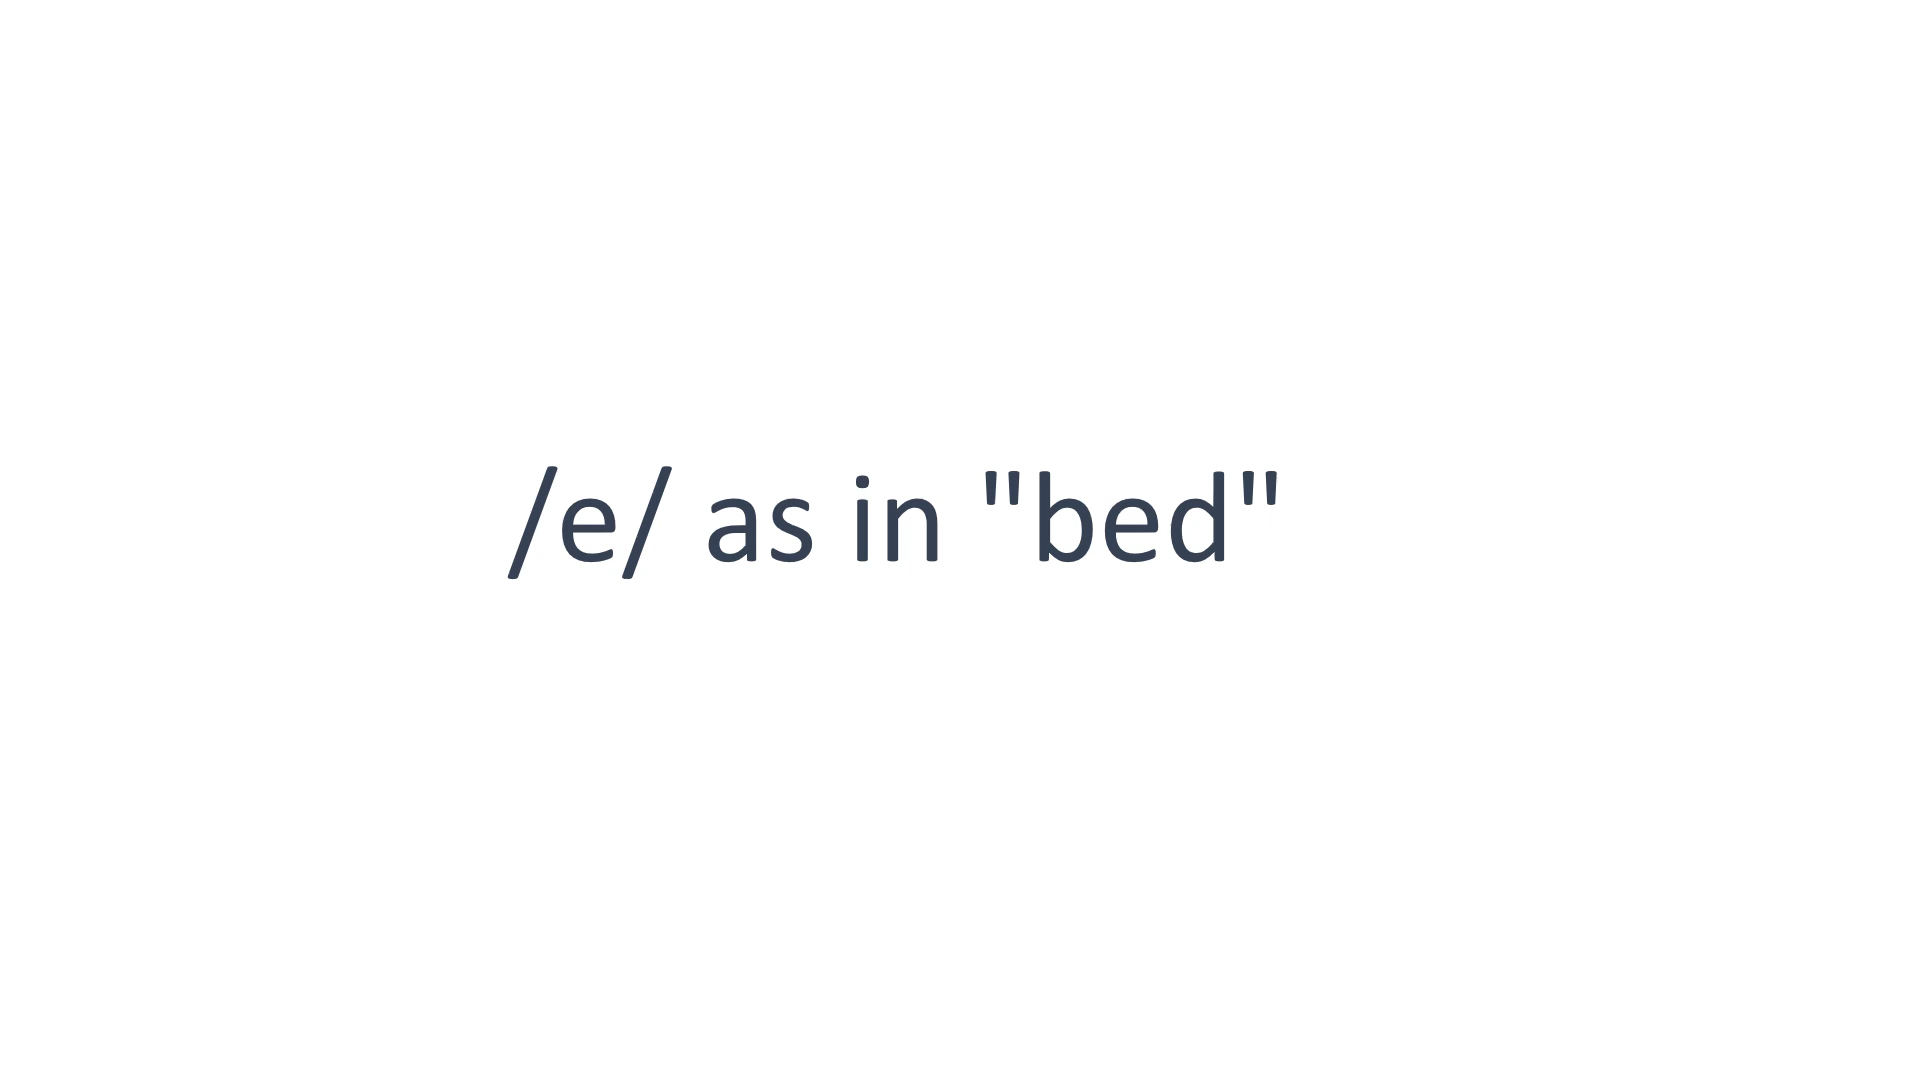 /e/ as in "bed"